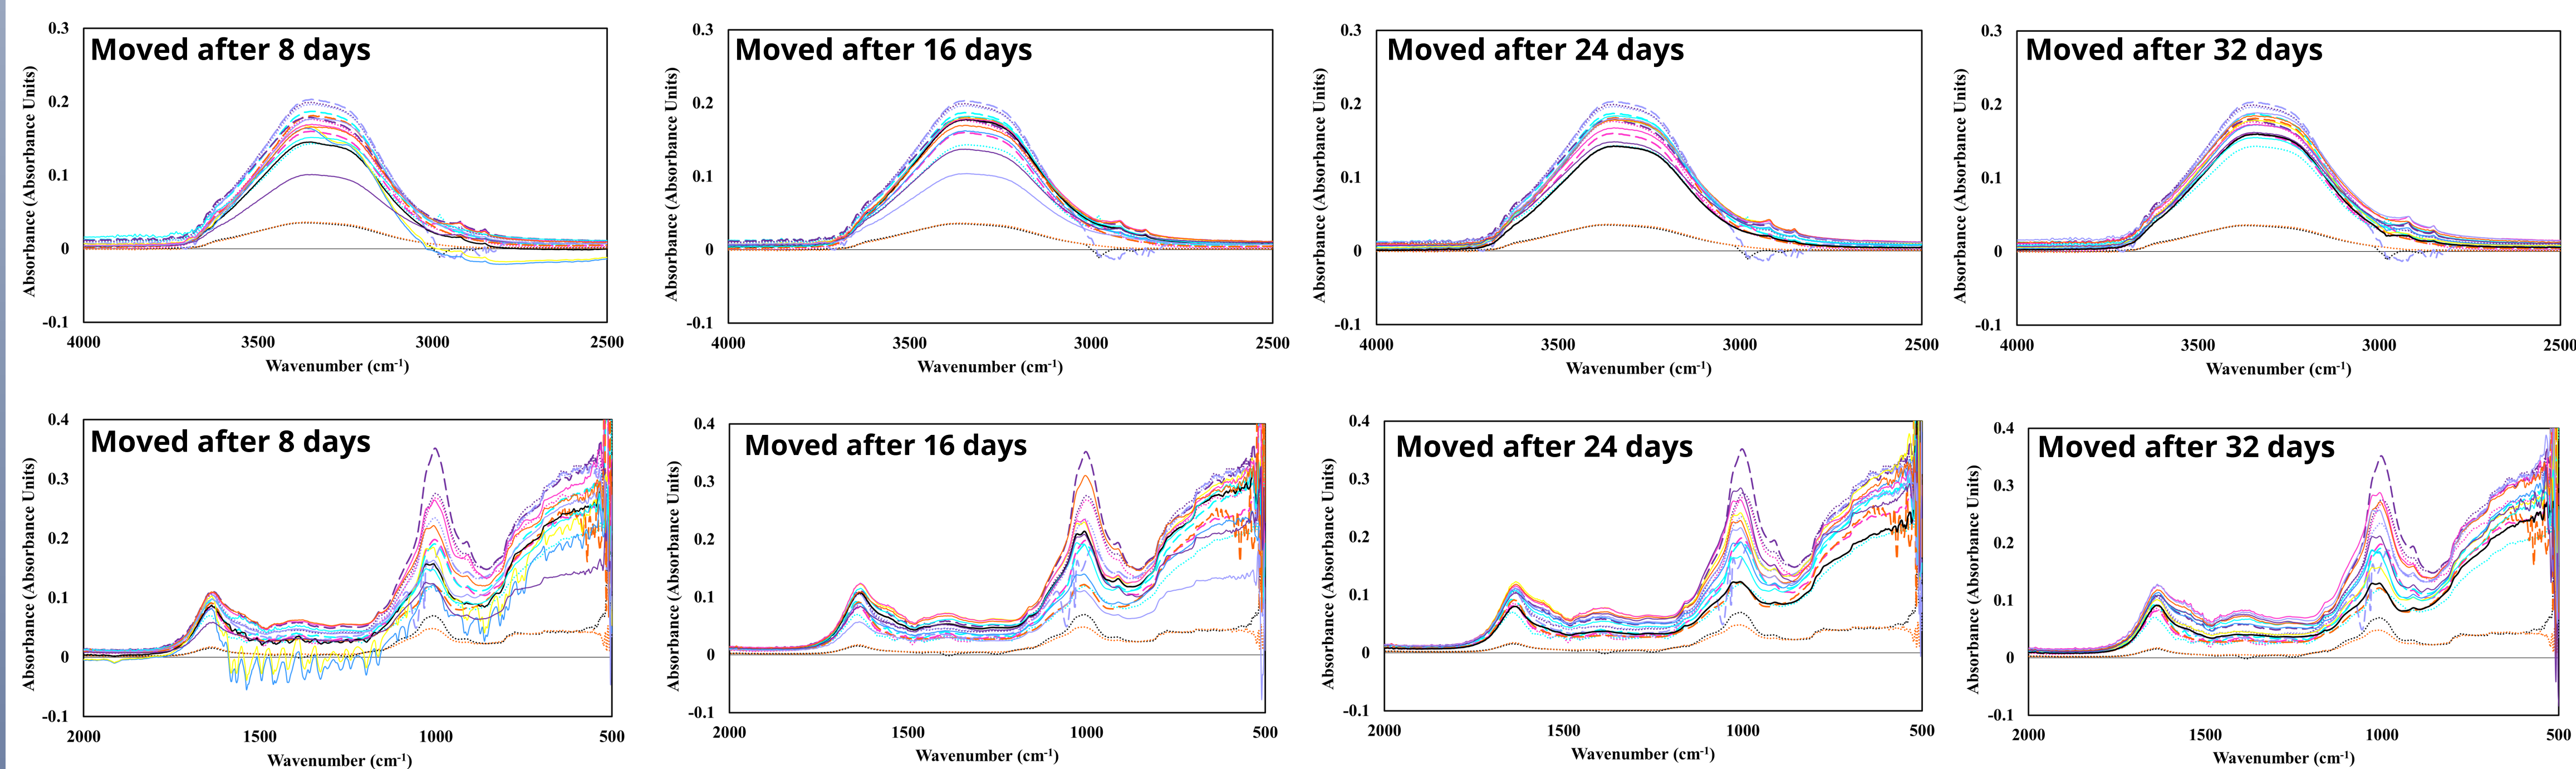 Moved after 8 days
Absorbance (Absorbance Units)
0.3
0.2
0.1
0
-0.1
4000 3500 3000 2500
Wavenumber (cm-1)
Moved after 16 days
Absorbance (Absorbance Units)
0.3
0.2
0.1
0
-0.1
4000 3500 3000 2500
Wavenumber (cm-1)
Moved after 24 days
Absorbance (Absorbance Units)
0.3
0.2
0.1
0
-0.1
4000 3500 3000 2500
Wavenumber (cm-1)
Moved after 32 days
Absorbance (Absorbance Units)
0.3
0.2
0.1
0
-0.1
4000 3500 3000 2500
Wavenumber (cm-1)
Moved after 8 days
Absorbance (Absorbance Units)
0.4
0.3
0.2
0.1
0
-0.1
2000 1500 1000 500
Wavenumber (cm-1)
Moved after 16 days
Absorbance (Absorbance Units)
0.4
0.3
0.2
0.1
0
-0.1
2000 1500 1000 500
Wavenumber (cm-1)
Moved after 24 days
Absorbance (Absorbance Units)
0.4
0.3
0.2
0.1
0
-0.1
2000 1500 1000 500
Wavenumber (cm-1)
Moved after 32 days
Absorbance (Absorbance Units)
0.4
0.3
0.2
0.1
0
-0.1
2000 1500 1000 500
Wavenumber (cm-1)